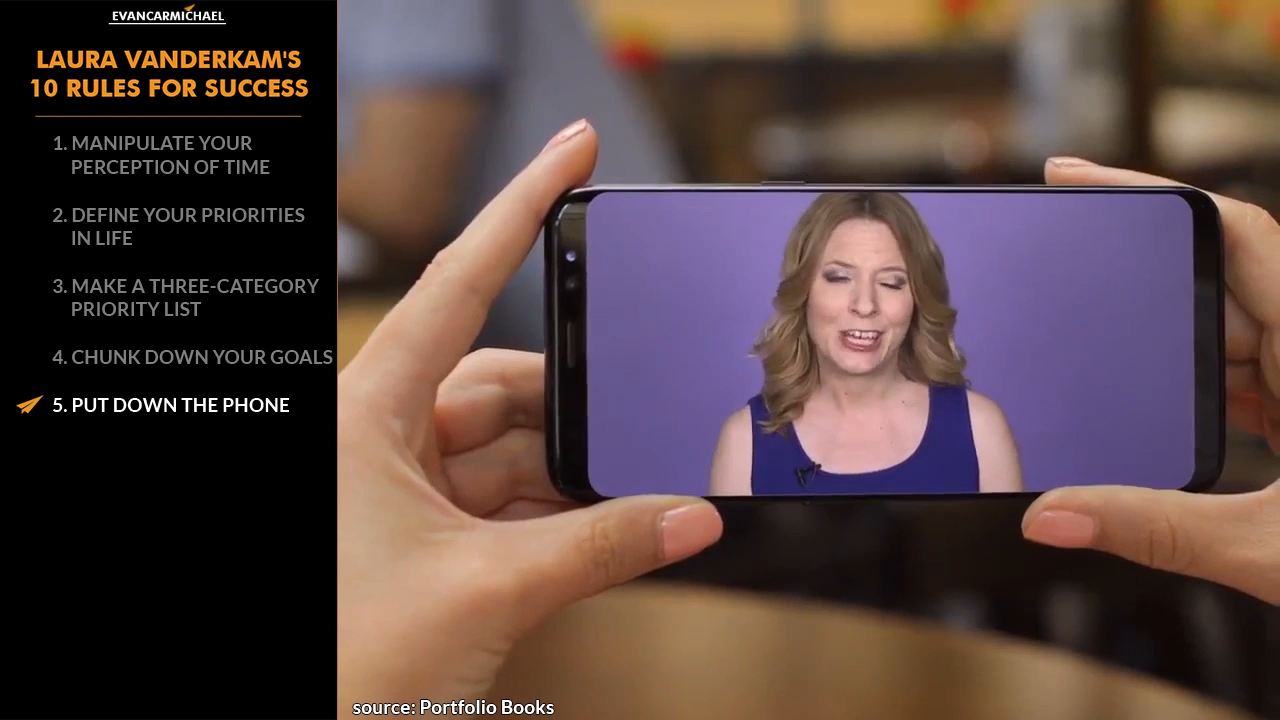 EVANCARMICHAEL
LAURA VANDERKAM'S
10 RULES FOR SUCCESS
1. MANIPULATE YOUR
PERCEPTION OF TIME
2. DEFINE YOUR PRIORITIES
IN LIFE
3. MAKE A THREE-CATEGORY
PRIORITY LIST
4. CHUNK DOWN YOUR GOALS
5. PUT DOWN THE PHONE
source: Portfolio Books